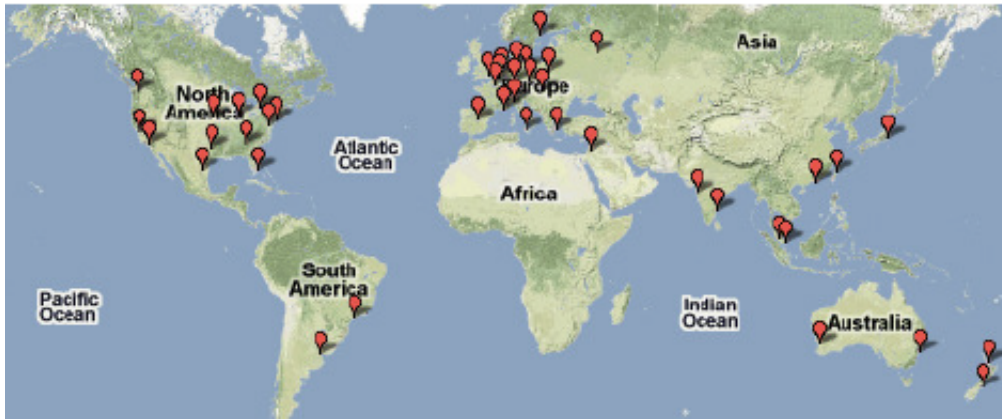 Asia
North
America
Europe
Atlantic
Ocean
Africa
South
America
Pacific
Ocean
Indian
Ocean
Australia